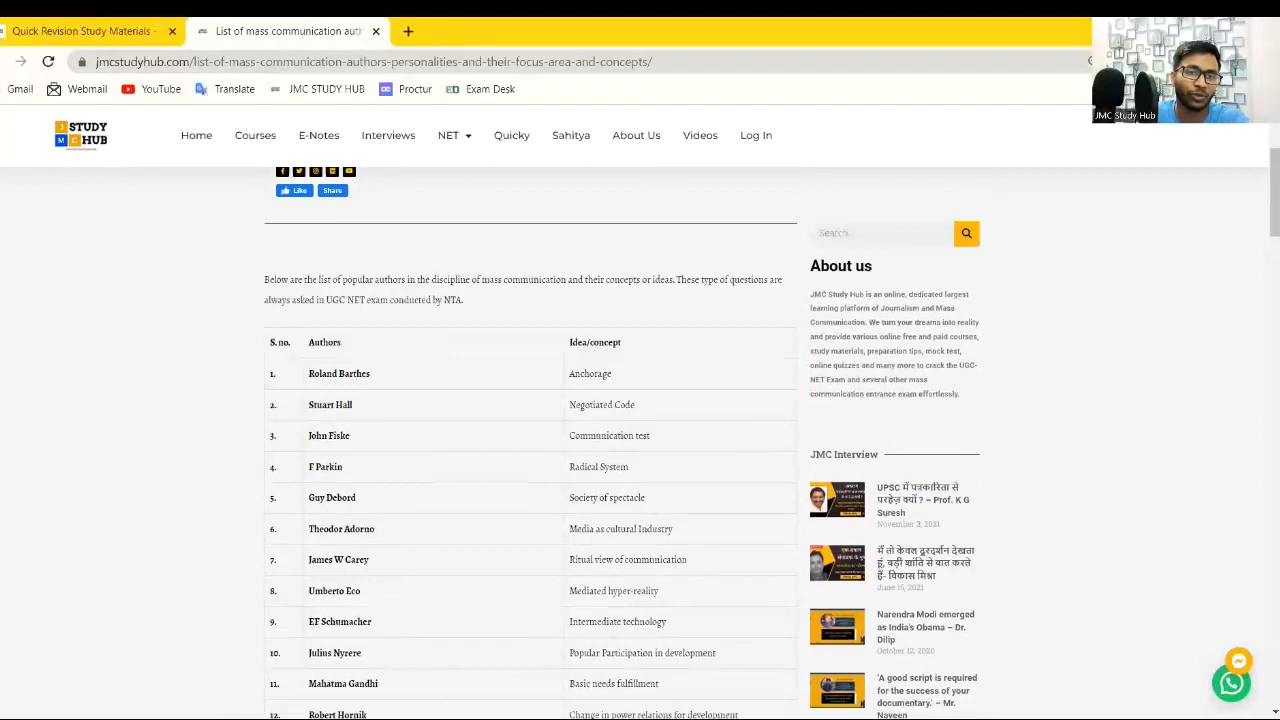 Quick Revision Study Materials -
List of mass communication aut
jmcstudyhub.com/list-of-mass-communication-authors-personalities-and-their-focus-area-and-concepts/
Gmail
Webmail
YouTube
Translate
JMC STUDY HUB
Proctur
Exam Desk
JMC Study Hub
J STUDY
M C HUB
Home
Courses
E-Notes
Interviews
NET
Quicky
Sahitya
About Us
Videos
Log In
Like
Share
Below are the list of popular authors in the discipline of mass communication and their concepts or ideas.These type of questions are
always asked in UGC NET exam conducted by NTA.
S. no. Authors Idea/concept
Roland Barthes Anchorage
2. Stuart Hall Negotiated Code
3. John Fiske Communication test
4. F Parkin Radical System
5. Guy Debord of spectacle
6. Theodor Adorno Media as cultural Industry
7. James W Carey Ritual view of communication
8. Umberto Eco Mediated hyper-reality
9. EF Schumacher Intermediate technology
10. Julius Nyrere Popular Participation in development
11. Mahatma Gandhi Basic needs fulfillment
12. Robert Hornik Change in power relations for development
Search...
About us
JMC Study Hub is an online, dedicated largest
learning platform of Journalism and Mass
Communication. We turn your dreams into reality
and provide various online free and paid courses,
study materials, preparation tips, mock test,
online quizzes and many more to crack the UGC-
NET Exam and several other mass
communication entrance exam effortlessly.
JMC Interview
UPSC में पत्रकारिता से
परहेज़ क्यों ? – Prof. K G
Suresh
November 3, 2021
मैं तो केवल दूरदर्शन देखता
हूं, बड़ी शांति से बात करते
हैं- विकास मिश्रा
June 15, 2021
Narendra Modi emerged
as India's Obama – Dr.
Dilip
October 12, 2020
'A good script is required
for the success of your
documentary.' – Mr.
Naveen